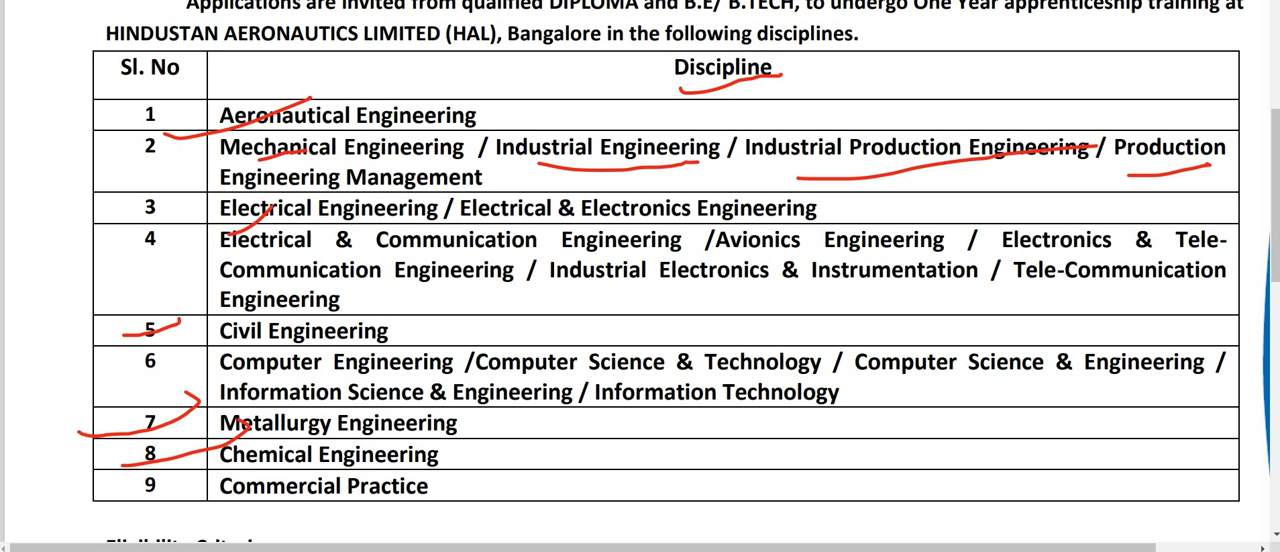 Applications are invited from qualified DIPLOMA and B.E/ B.TECH, to undergo One Year apprenticeship training at
HINDUSTAN AERONAUTICS LIMITED (HAL), Bangalore in the following disciplines.
Sl. No Discipline
1 Aeronautical Engineering
2 Mechanical Engineering / Industrial Engineering / Industrial Production Engineering / Production
Engineering Management
3 Electrical Engineering / Electrical & Electronics Engineering
4 Electrical & Communication Engineering /Avionics Engineering / Electronics & Tele-
Communication Engineering / Industrial Electronics & Instrumentation / Tele-Communication
Engineering
5 Civil Engineering
6 Computer Engineering /Computer Science & Technology / Computer Science & Engineering /
Information Science & Engineering / Information Technology
7 Metallurgy Engineering
8 Chemical Engineering
9 Commercial Practice